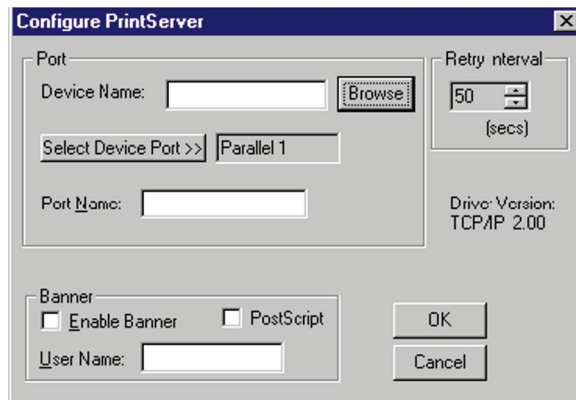 Configure PrintServer
Port
Device Name:
Browse
Select Device Port >>
Parallel 1
Port Name:
Retry nterval
50
(secs)
Driver Version:
TCP/IP 2.00
Banner
Enable Banner
PostScript
User Name:
OK
Cancel